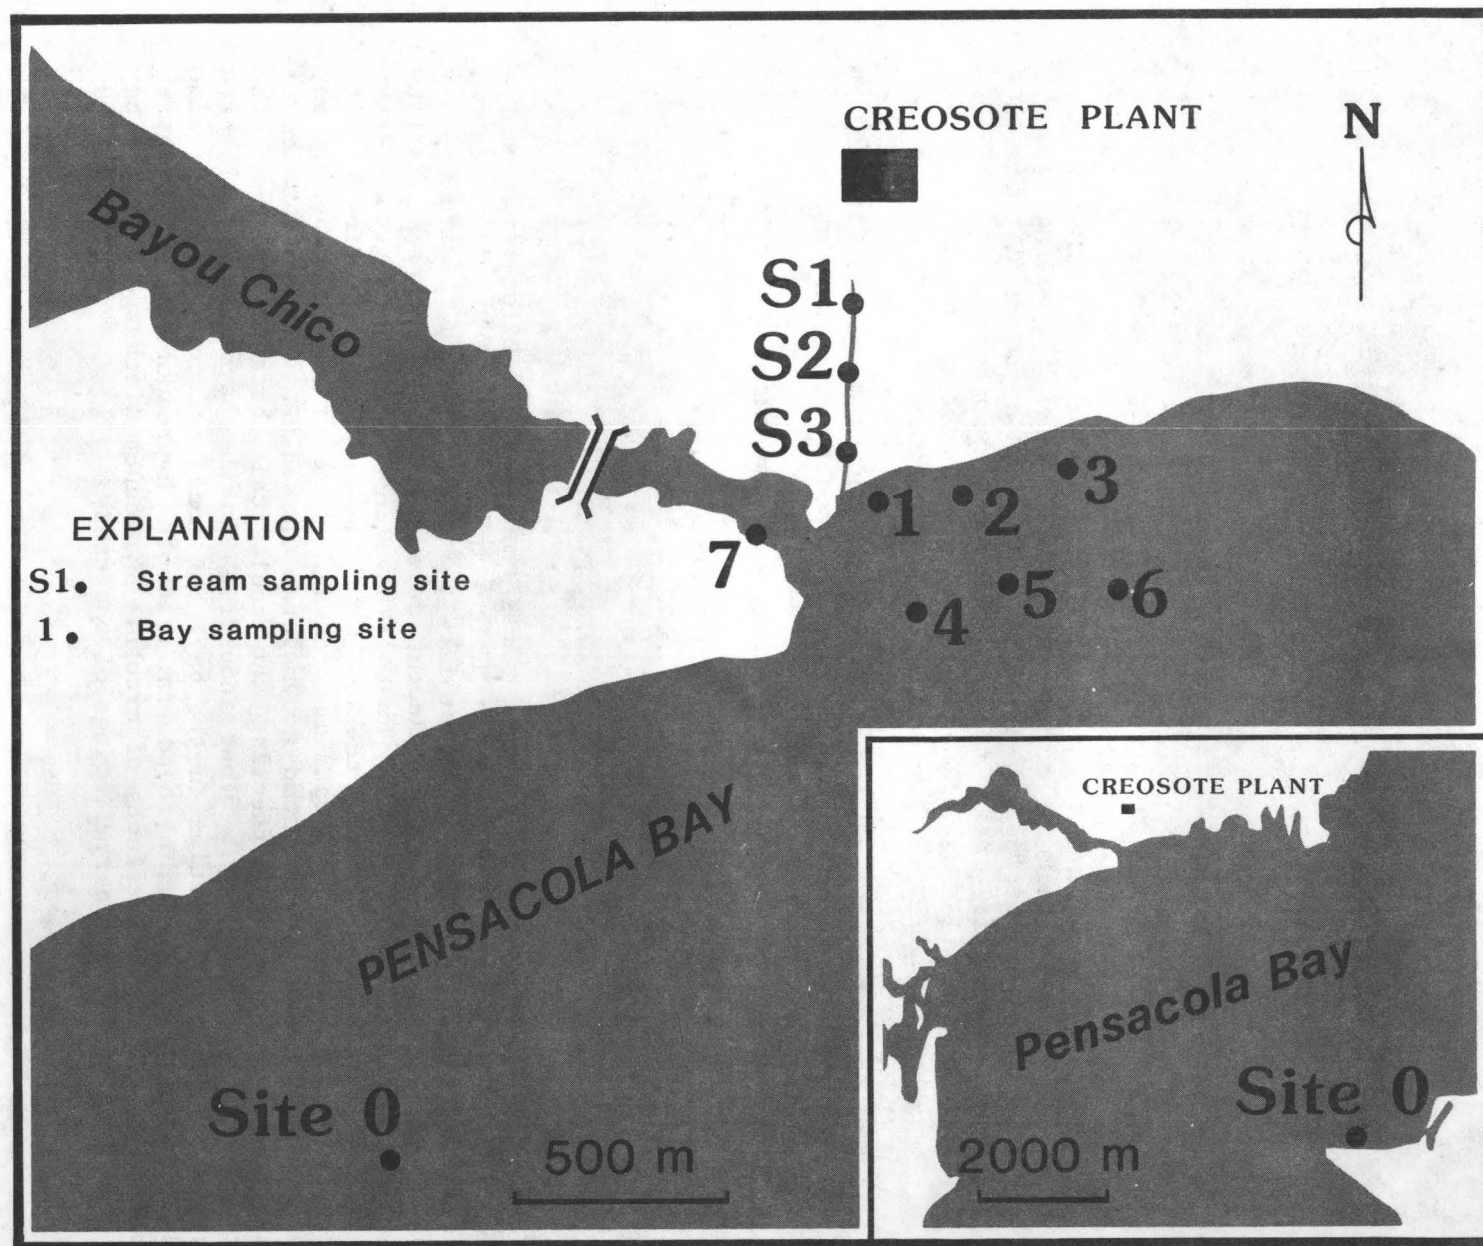 CREOSOTE PLANT
N
Bayou Chico
S1
S2
S3
1
2
3
4
5
6
7
EXPLANATION
S1. Stream sampling site
1. Bay sampling site
PENSACOLA BAY
Site 0
500 m
CREOSOTE PLANT
Pensacola Bay
Site 0
2000 m